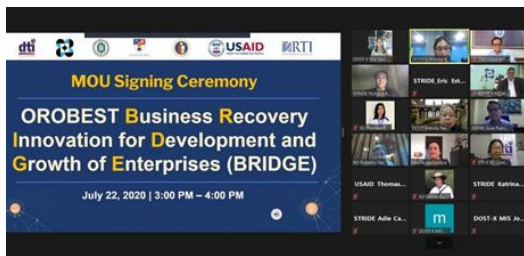 dti
USAID
RTI
MOU Signing Ceremony
OROBEST Business Recovery
Innovation for Development and
Growth of Enterprises (BRIDGE)
July 22, 2020 | 3:00 PM – 4:00 PM
STRIDE_Eric Est...
USAID Thomas...
STRIDE Katrina...
STRIDE Adie Ca...
m
DOST-X MIS Jo...